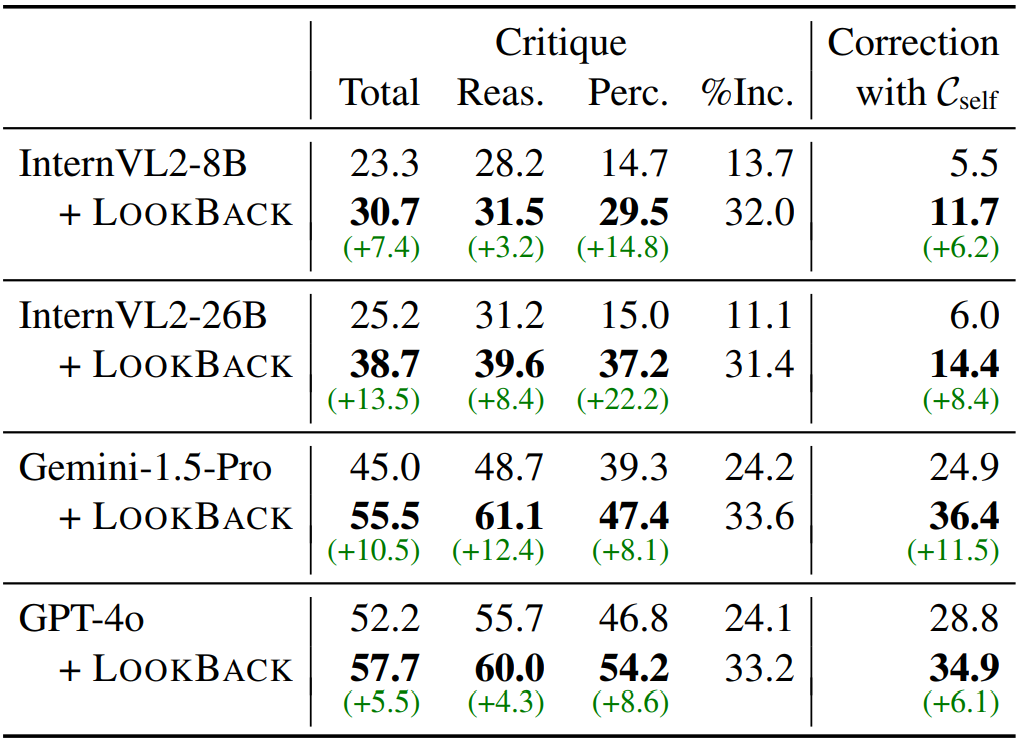 Critique Correction
Total Reas. Perc. %Inc. with 𝒞self
InternVL2-8B 23.3 28.2 14.7 13.7 5.5
+ LOOKBACK 30.7 31.5 29.5 32.0 11.7
(+7.4) (+3.2) (+14.8) (+6.2)
InternVL2-26B 25.2 31.2 15.0 11.1 6.0
+ LOOKBACK 38.7 39.6 37.2 31.4 14.4
(+13.5) (+8.4) (+22.2) (+8.4)
Gemini-1.5-Pro 45.0 48.7 39.3 24.2 24.9
+ LOOKBACK 55.5 61.1 47.4 33.6 36.4
(+10.5) (+12.4) (+8.1) (+11.5)
GPT-4o 52.2 55.7 46.8 24.1 28.8
+ LOOKBACK 57.7 60.0 54.2 33.2 34.9
(+5.5) (+4.3) (+8.6) (+6.1)